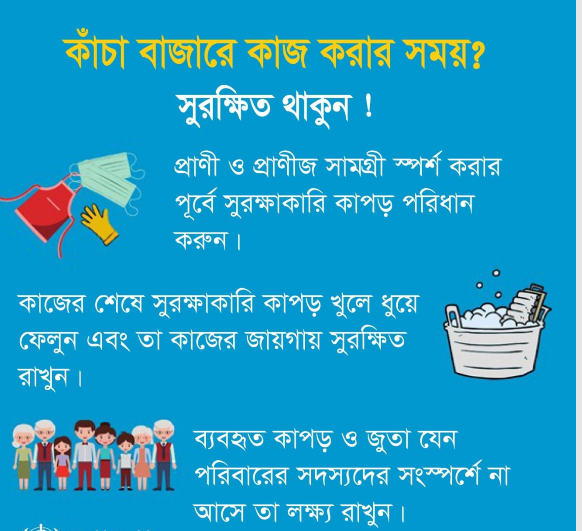 কাঁচা বাজারে কাজ করার সময়?
সুরক্ষিত থাকুন !
প্রাণী ও প্রাণীজ সামগ্রী স্পর্শ করার
পূর্বে সুরক্ষাকারি কাপড় পরিধান
করুন।
কাজের শেষে সুরক্ষাকারি কাপড় খুলে ধুয়ে
ফেলুন এবং তা কাজের জায়গায় সুরক্ষিত
রাখুন।
ব্যবহৃত কাপড় ও জুতা যেন
পরিবারের সদস্যদের সংস্পর্শে না
আসে তা লক্ষ্য রাখুন।